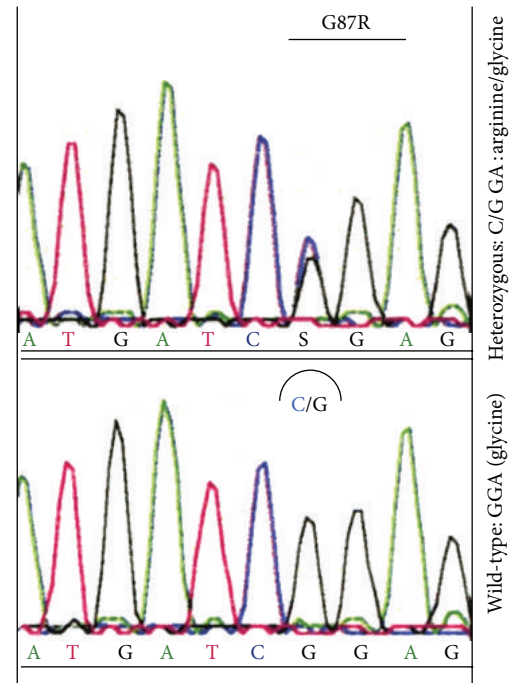 G87R
A T G A T C S G A G
C/G
A T G A T C G G A G
Heterozygous: C/G GA :arginine/glycine
Wild-type: GGA (glycine)